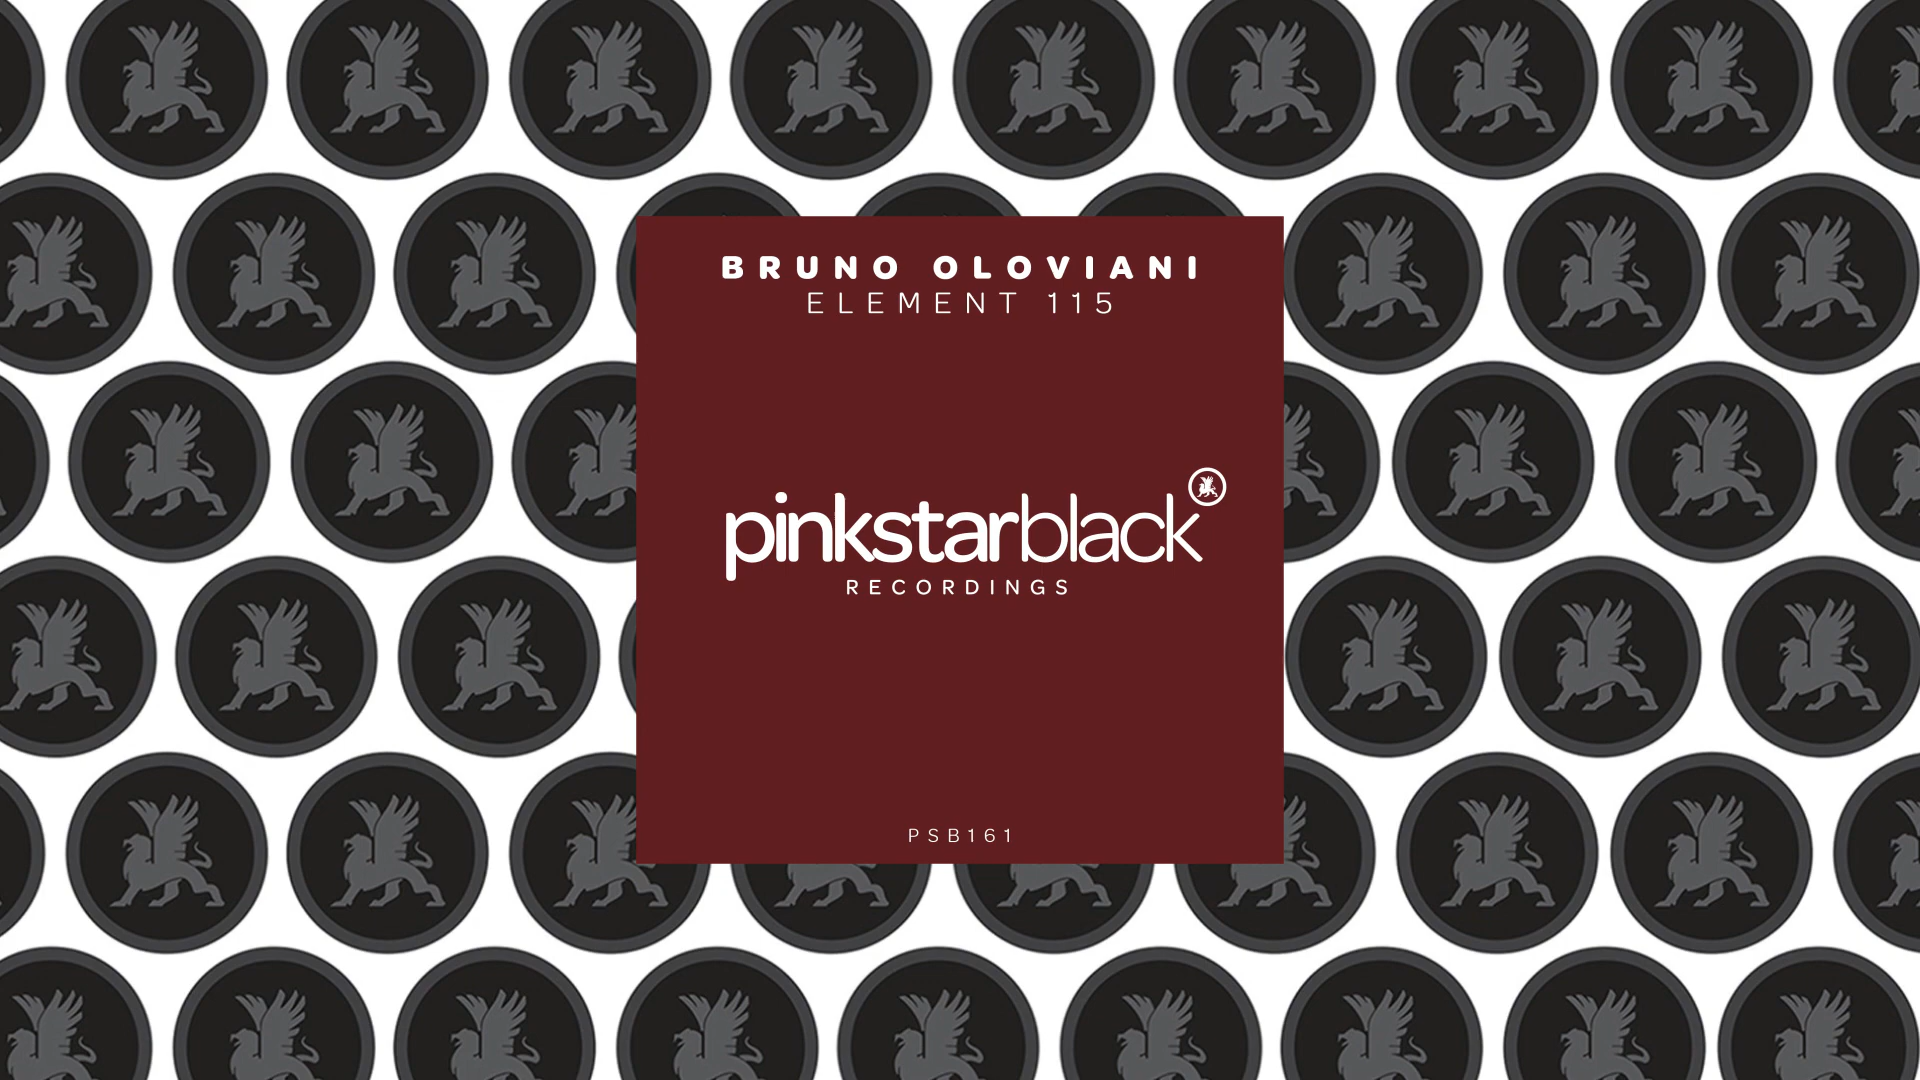 BRUNO OLOVIANI
ELEMENT 115
pinkstarblack
RECORDINGS
PSB161